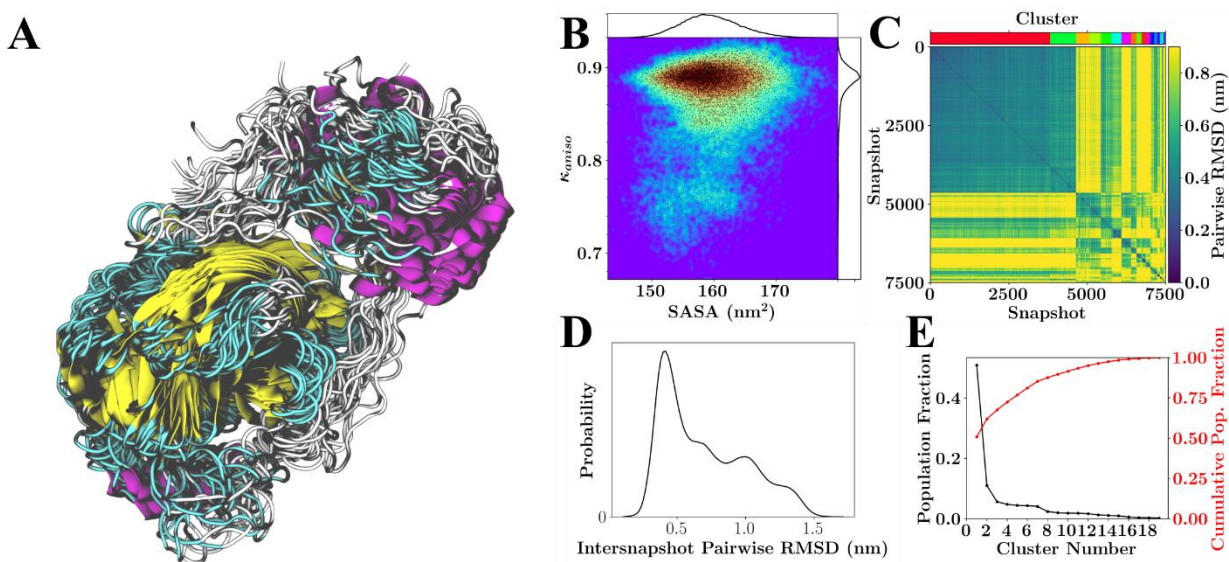 A
B
κaniso
0.9
0.8
0.7
150 160 170
SASA (nm²)
C
Cluster
Snapshot
0
2500
5000
7500
0 2500 5000 7500
Snapshot
Pairwise RMSD (nm)
0.8
0.6
0.4
0.2
0.0
D
Probability
0
0.5 1.0 1.5
Intersnapshot Pairwise RMSD (nm)
E
Population Fraction
0.4
0.2
0.0
0 2 4 6 8 10 12 14 16 18
Cluster Number
1.00
0.75
0.50
0.25
0.00
Cumulative Pop. Fraction